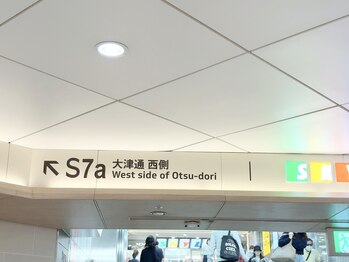 ↖ S7a 大津通 西側
West side of Otsu-dori
S